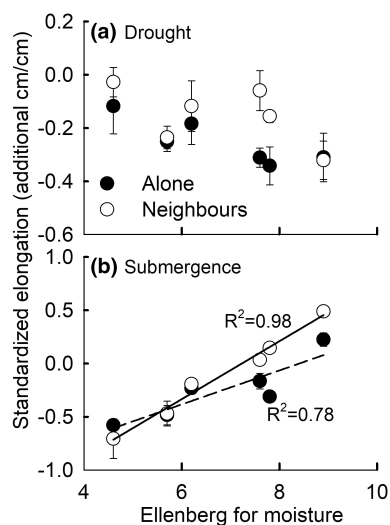 0.2
(a) Drought
0.0
-0.2
-0.4
Alone
Neighbours
-0.6
Standardized elongation (additional cm/cm)
(b) Submergence
0.5
R²=0.98
0.0
-0.5
R²=0.78
-1.0
4 6 8 10
Ellenberg for moisture